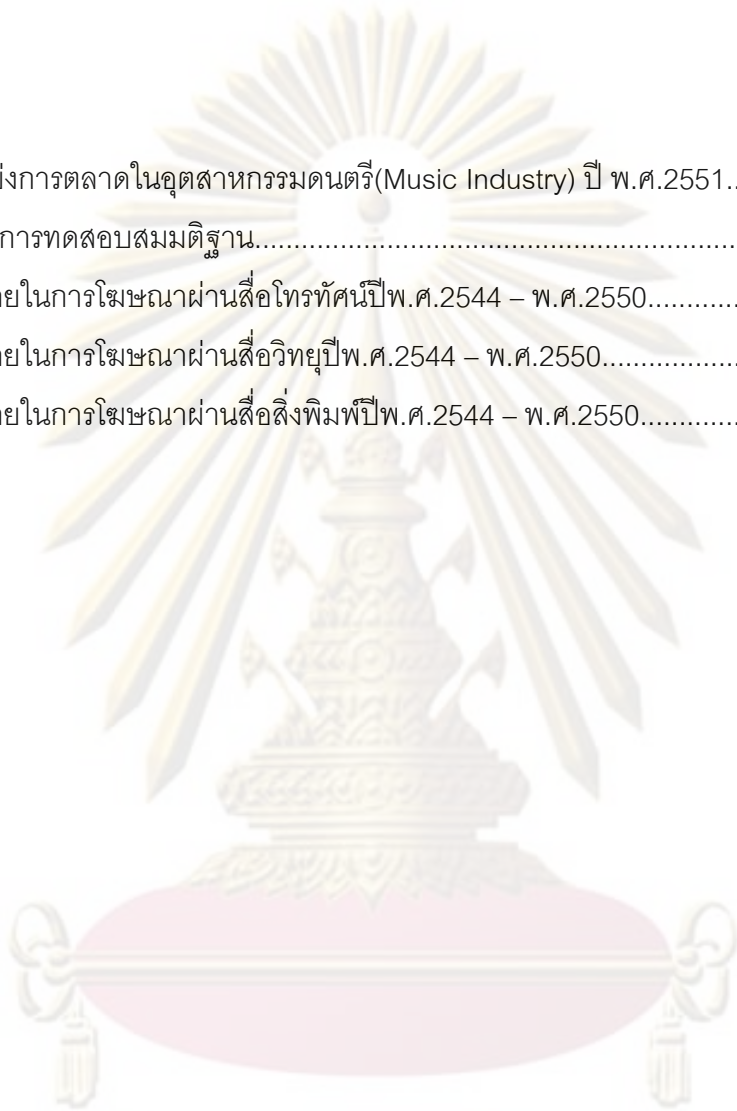 ่งการตลาดในอุตสาหกรรมดนตรี(Music Industry) ปี พ.ศ.2551..
การทดสอบสมมติฐาน..............................................................
ยในการโฆษณาผ่านสื่อโทรทัศน์ปีพ.ศ.2544 – พ.ศ.2550.............
ยในการโฆษณาผ่านสื่อวิทยุปีพ.ศ.2544 – พ.ศ.2550..................
ยในการโฆษณาผ่านสื่อสิ่งพิมพ์ปีพ.ศ.2544 – พ.ศ.2550.............